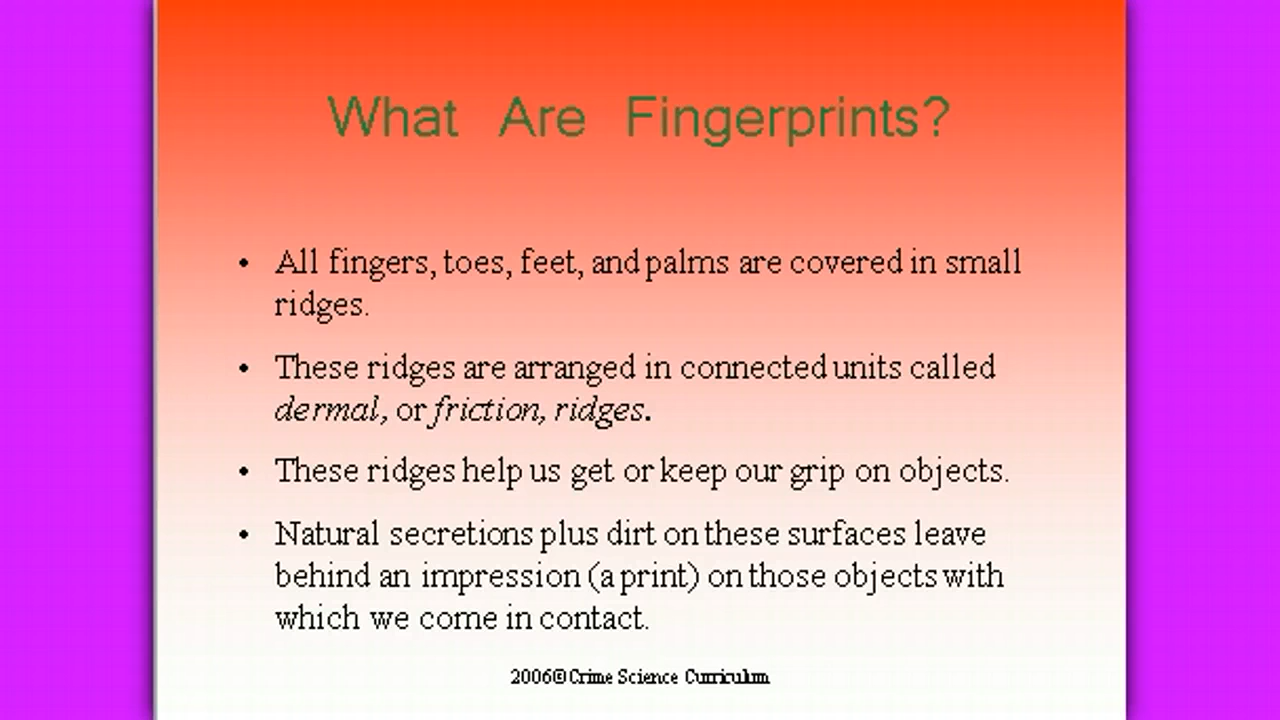 What Are Fingerprints?
• All fingers, toes, feet, and palms are covered in small
ridges.
• These ridges are arranged in connected units called
dermal, or friction, ridges.
• These ridges help us get or keep our grip on objects.
• Natural secretions plus dirt on these surfaces leave
behind an impression (a print) on those objects with
which we come in contact.
2006©Crime Science Curriculum